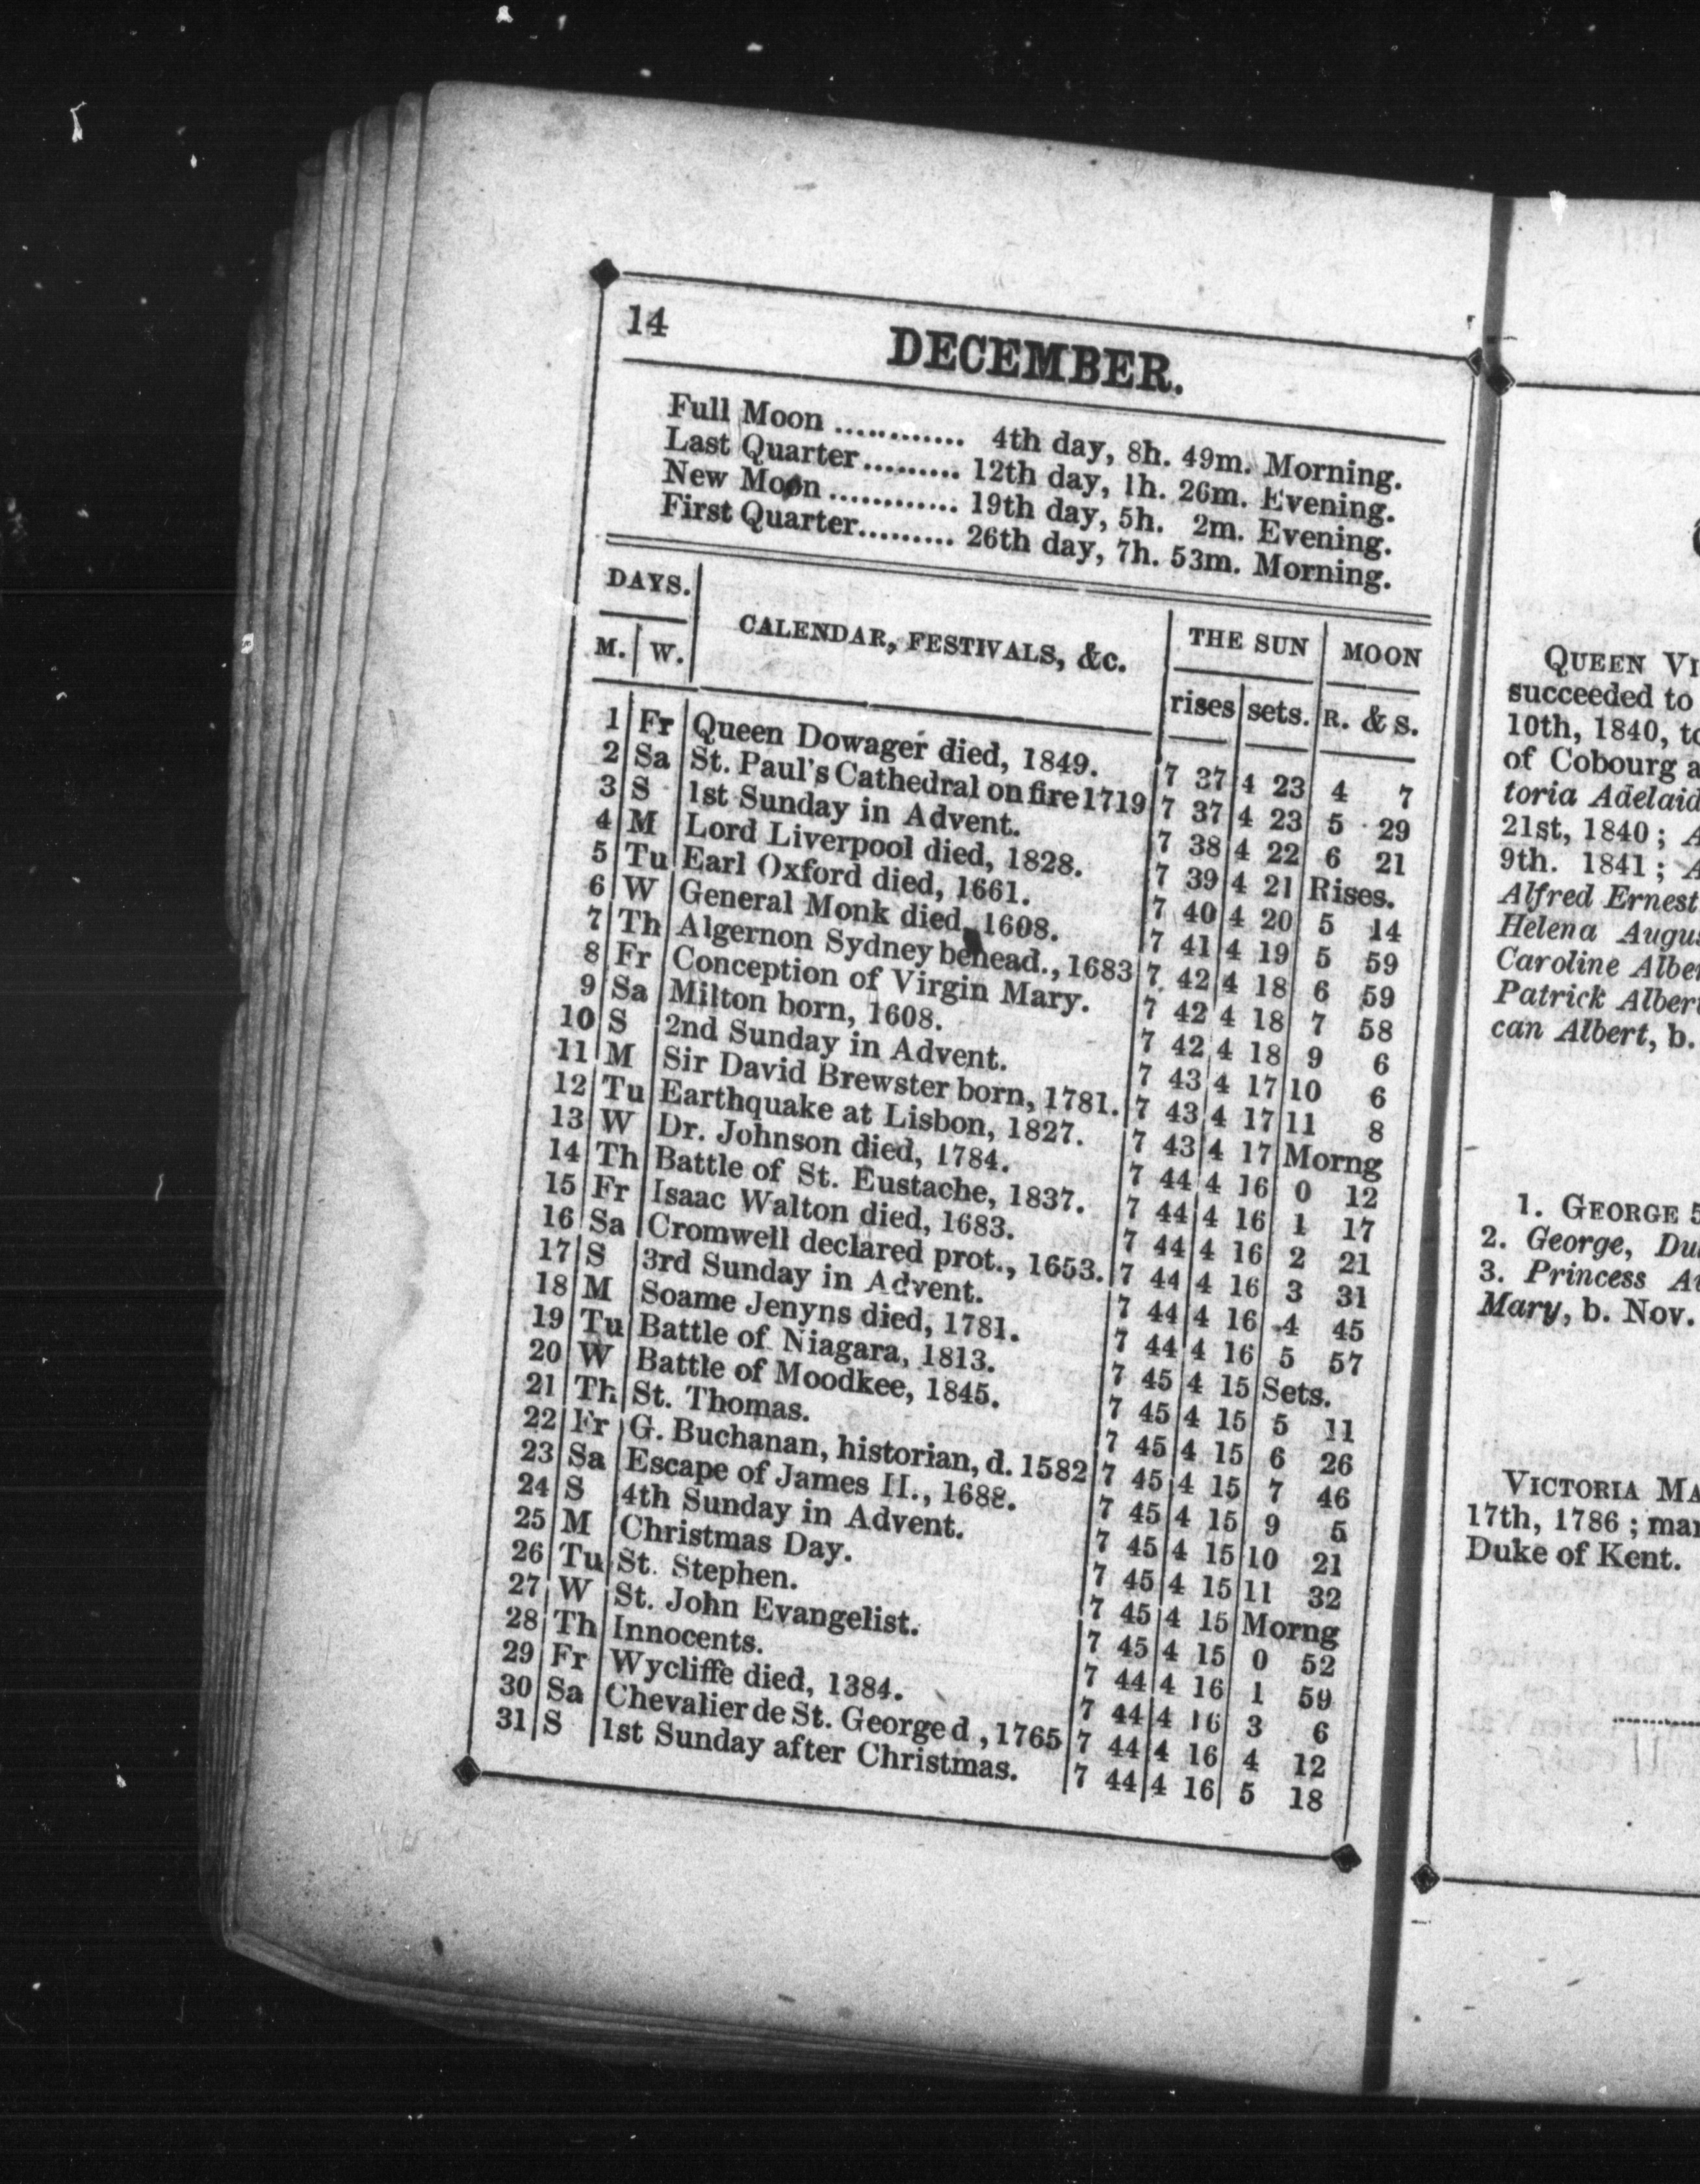 14
DECEMBER.
Full Moon ............ 4th day, 8h. 49m. Morning.
Last Quarter......... 12th day, 1h. 26m. Evening.
New Moon ............ 19th day, 5h. 2m. Evening.
First Quarter......... 26th day, 7h. 53m. Morning.
DAYS. CALENDAR, FESTIVALS, &c. THE SUN MOON
M. W. rises sets. R. & S.
1 Fr Queen Dowager died, 1849. 7 37 4 23 4 7
2 Sa St. Paul's Cathedral on fire 1719 7 37 4 23 5 29
3 S 1st Sunday in Advent. 7 38 4 22 6 21
4 M Lord Liverpool died, 1828. 7 39 4 21 Rises.
5 Tu Earl Oxford died, 1661. 7 40 4 20 5 14
6 W General Monk died, 1608. 7 41 4 19 5 59
7 Th Algernon Sydney behead., 1683 7 42 4 18 6 59
8 Fr Conception of Virgin Mary. 7 42 4 18 7 58
9 Sa Milton born, 1608. 7 42 4 18 9 6
10 S 2nd Sunday in Advent. 7 43 4 17 10 6
11 M Sir David Brewster born, 1781. 7 43 4 17 11 8
12 Tu Earthquake at Lisbon, 1827. 7 43 4 17 Morng
13 W Dr. Johnson died, 1784. 7 44 4 16 0 12
14 Th Battle of St. Eustache, 1837. 7 44 4 16 1 17
15 Fr Isaac Walton died, 1683. 7 44 4 16 2 21
16 Sa Cromwell declared prot., 1653. 7 44 4 16 3 31
17 S 3rd Sunday in Advent. 7 44 4 16 4 45
18 M Soame Jenyns died, 1781. 7 44 4 16 5 57
19 Tu Battle of Niagara, 1813. 7 45 4 15 Sets.
20 W Battle of Moodkee, 1845. 7 45 4 15 5 11
21 Th St. Thomas. 7 45 4 15 6 26
22 Fr G. Buchanan, historian, d. 1582 7 45 4 15 7 46
23 Sa Escape of James II., 1688. 7 45 4 15 9 5
24 S 4th Sunday in Advent. 7 45 4 15 10 21
25 M Christmas Day. 7 45 4 15 11 32
26 Tu St. Stephen. 7 45 4 15 Morng
27 W St. John Evangelist. 7 45 4 15 0 52
28 Th Innocents. 7 44 4 16 1 59
29 Fr Wycliffe died, 1384. 7 44 4 16 3 6
30 Sa Chevalier de St. George d , 1765 7 44 4 16 4 12
31 S 1st Sunday after Christmas. 7 44 4 16 5 18
QUEEN VI
succeeded to
10th, 1840, to
of Cobourg a
toria Adelaid
21st, 1840; A
9th. 1841; A
Alfred Ernest
Helena Augus
Caroline Alber
Patrick Albert
can Albert, b.
1. GEORGE 5
2. George, Du
3. Princess Au
Mary, b. Nov.
VICTORIA MA
17th, 1786; mar
Duke of Kent.